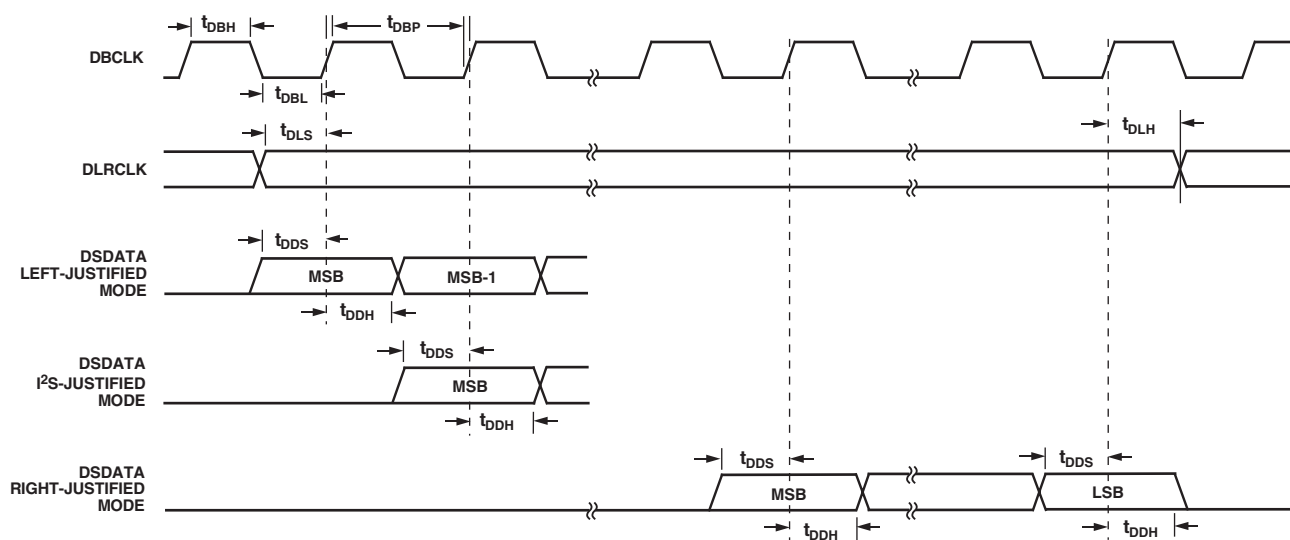 tDBH
tDBP
DBCLK
tDBL
tDLS
tDLH
DLRCLK
tDDS
DSDATA
LEFT-JUSTIFIED
MODE
MSB
MSB-1
tDDH
tDDS
DSDATA
I²S-JUSTIFIED
MODE
MSB
tDDH
tDDS
tDDS
DSDATA
RIGHT-JUSTIFIED
MODE
MSB
LSB
tDDH
tDDH